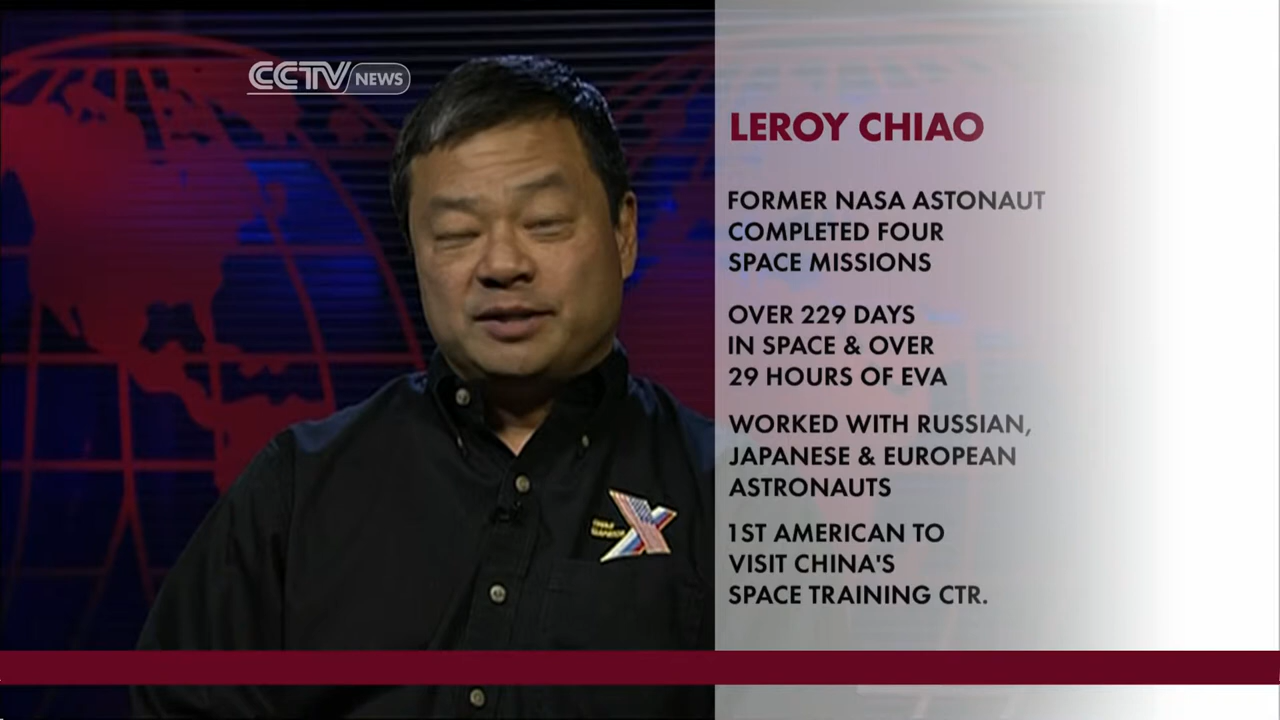 CCTV NEWS
LEROY CHIAO
FORMER NASA ASTONAUT
COMPLETED FOUR
SPACE MISSIONS
OVER 229 DAYS
IN SPACE & OVER
29 HOURS OF EVA
WORKED WITH RUSSIAN,
JAPANESE & EUROPEAN
ASTRONAUTS
1ST AMERICAN TO
VISIT CHINA'S
SPACE TRAINING CTR.
X